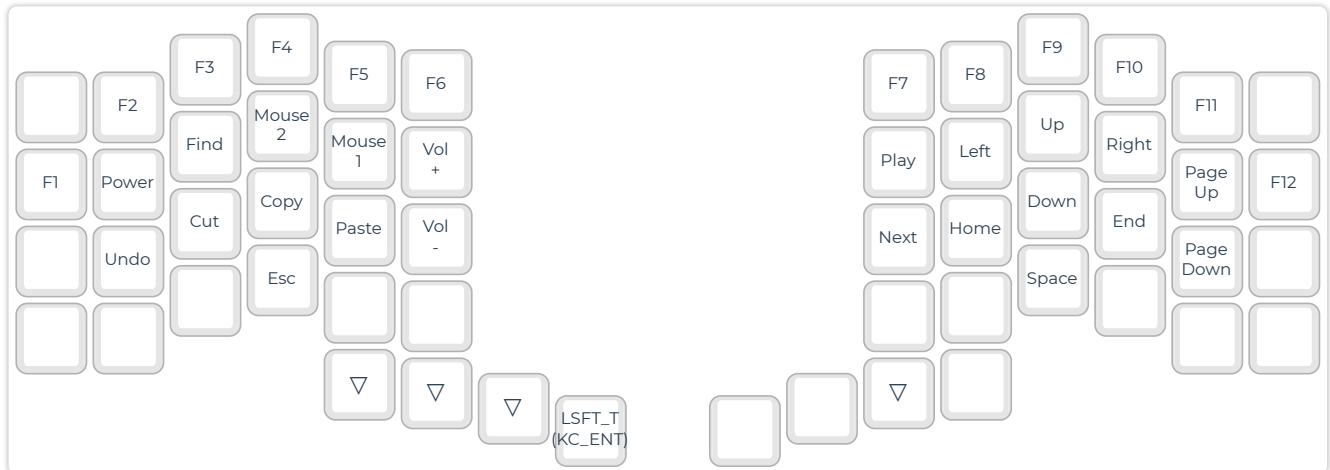 F4
F9
F3
F10
F5
F8
F6
F7
F2
F11
Mouse
2
Up
Find
Right
Mouse
1
Left
Vol
+
Play
F1
Power
Page
Up
F12
Copy
Down
Cut
End
Paste
Home
Vol
-
Next
Undo
Page
Down
Esc
Space
▽
▽
▽
▽
LSFT_T
(KC_ENT)